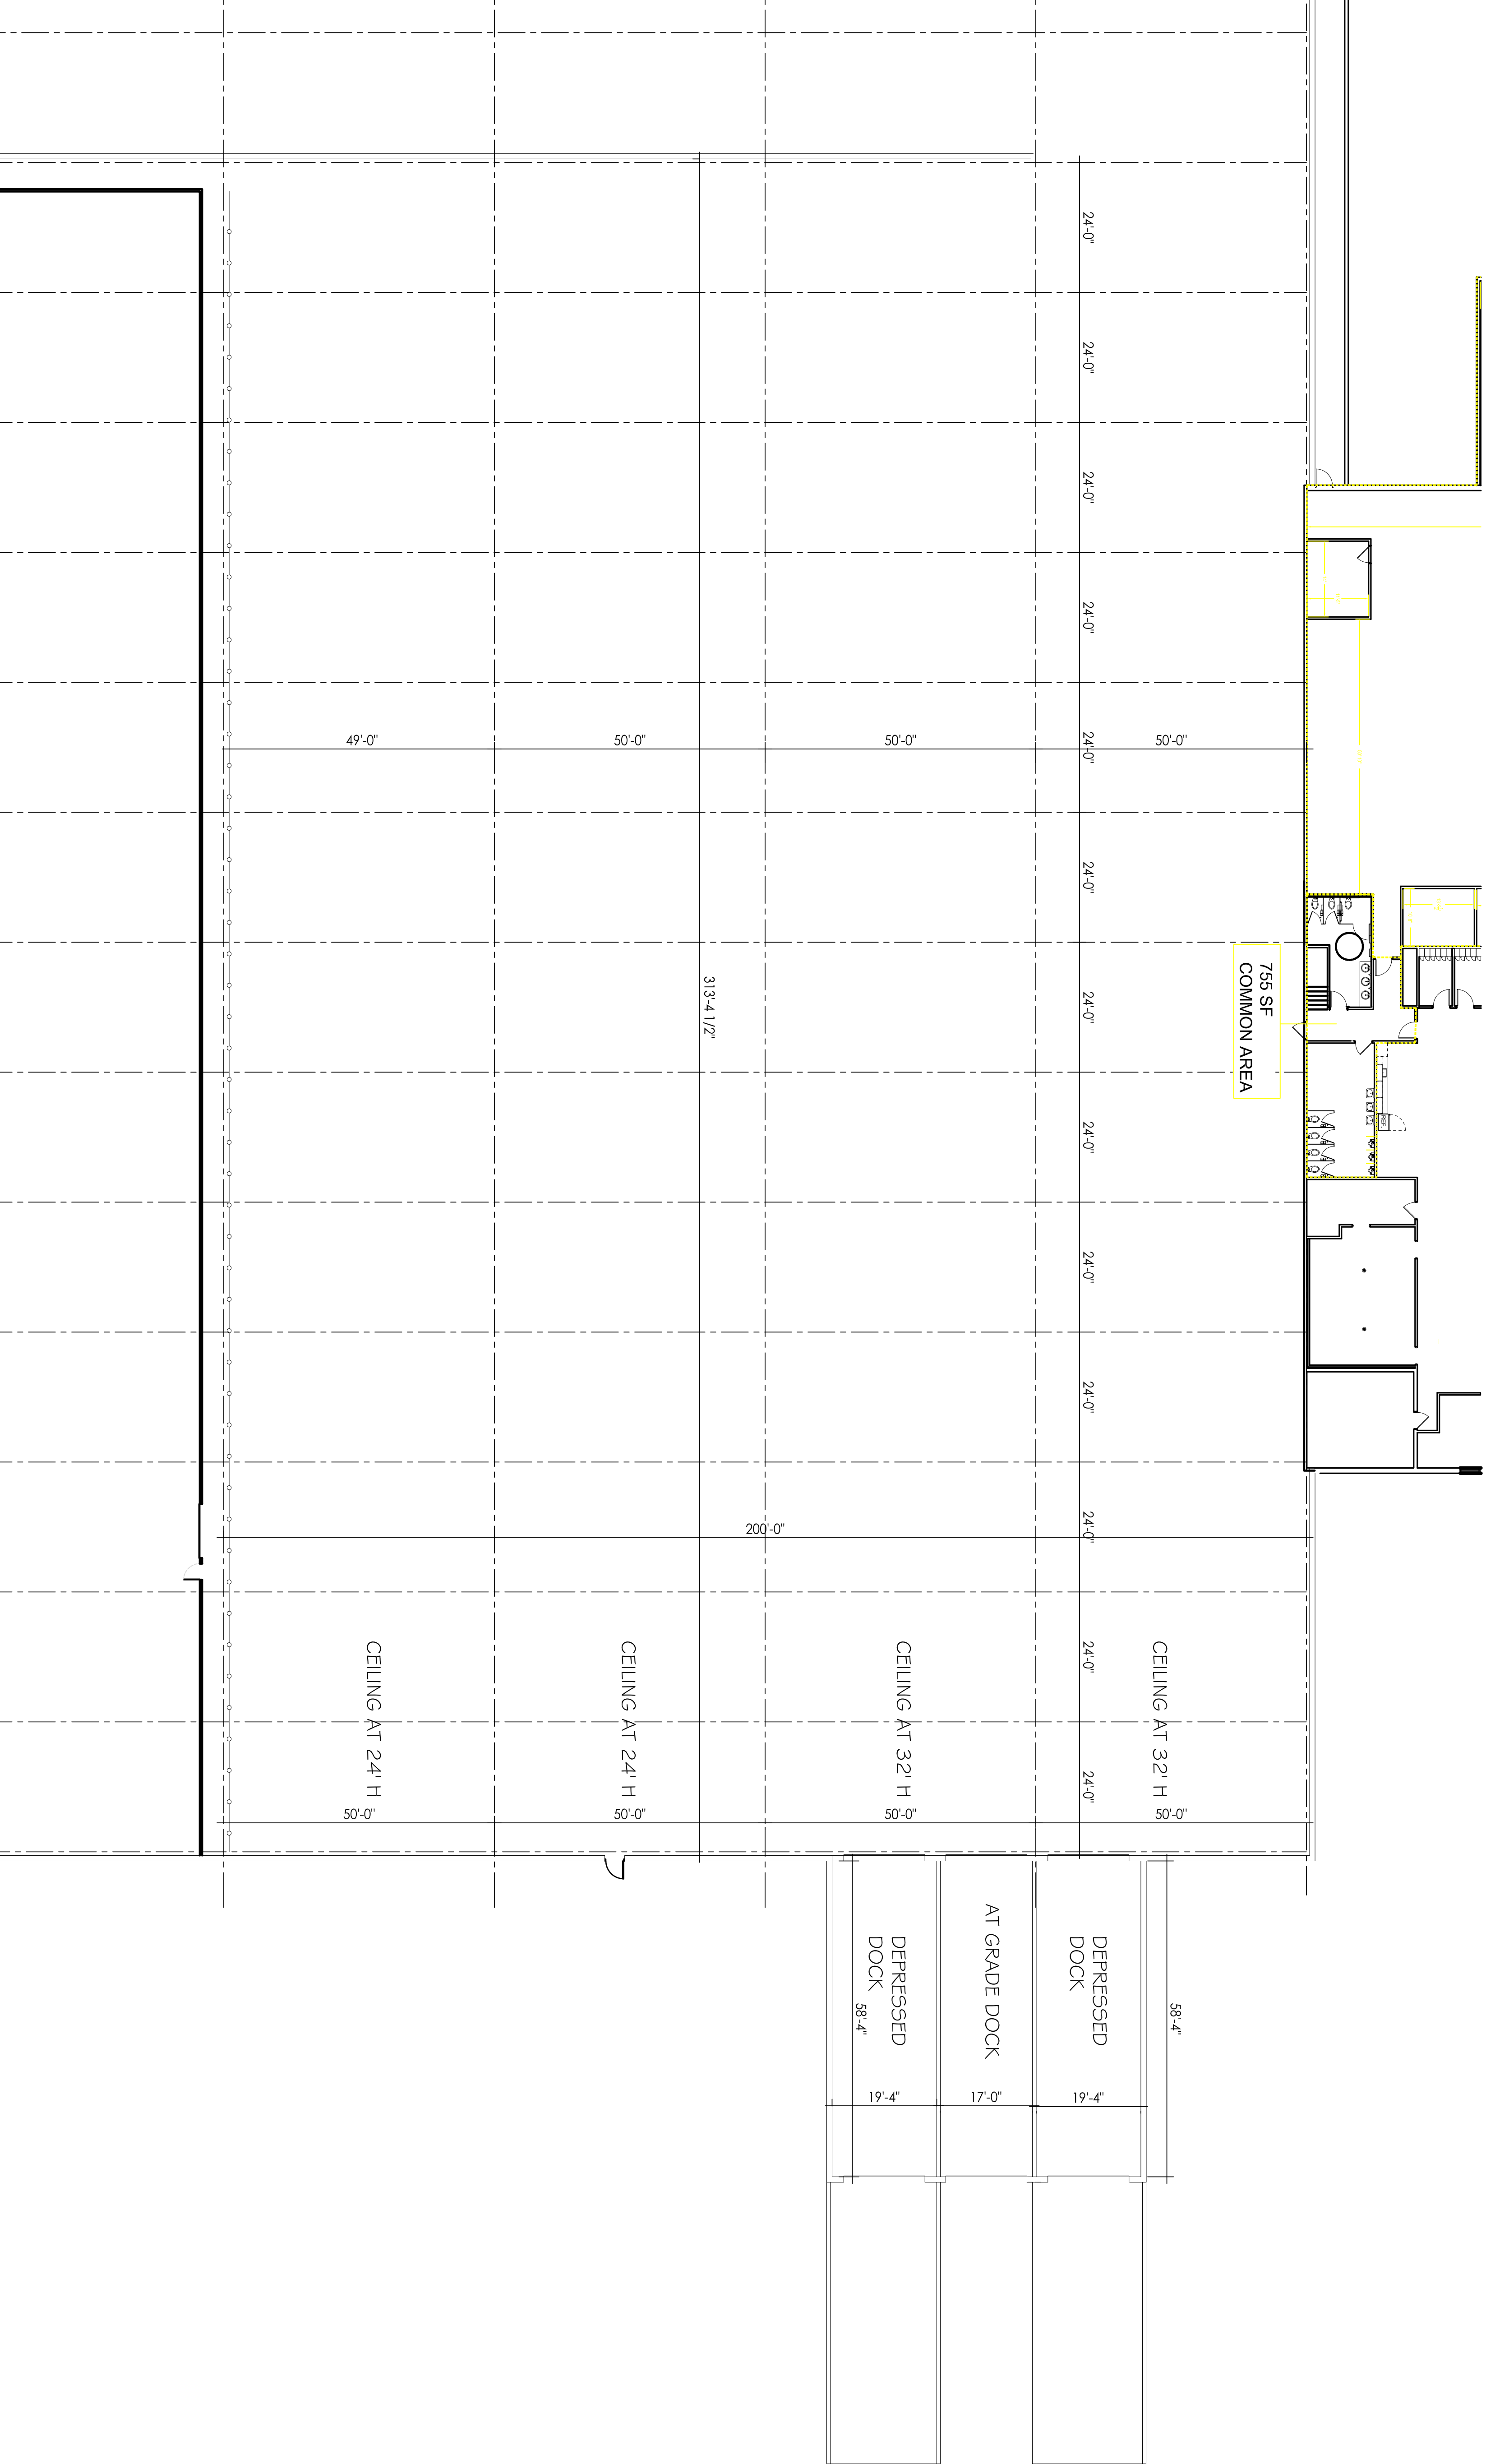 24'-0"
24'-0"
24'-0"
24'-0"
49'-0"
50'-0"
50'-0"
24'-0"
50'-0"
24'-0"
313'-4 1/2"
24'-0"
755 SF
COMMON AREA
REF.
24'-0"
24'-0"
24'-0"
200'-0"
24'-0"
24'-0"
CEILING AT 24' H
CEILING AT 24' H
CEILING AT 32' H
CEILING AT 32' H
24'-0"
50'-0"
50'-0"
50'-0"
50'-0"
DEPRESSED
DOCK
AT GRADE DOCK
DEPRESSED
DOCK
58'-4"
58'-4"
19'-4"
17'-0"
19'-4"